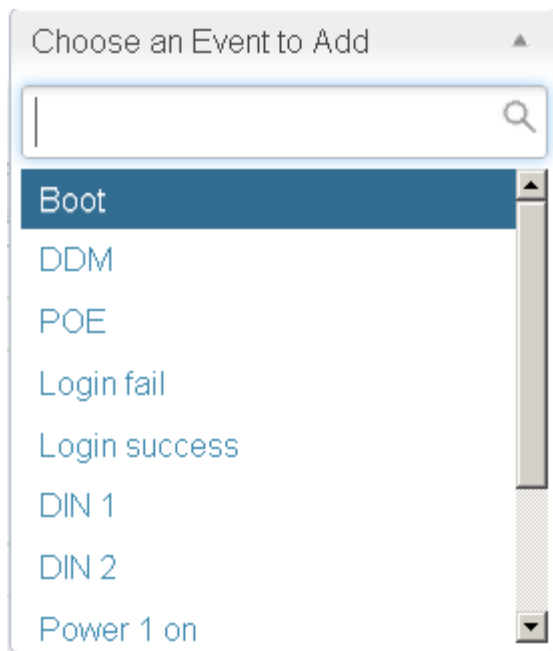 Choose an Event to Add
Boot
DDM
POE
Login fail
Login success
DIN 1
DIN 2
Power 1 on